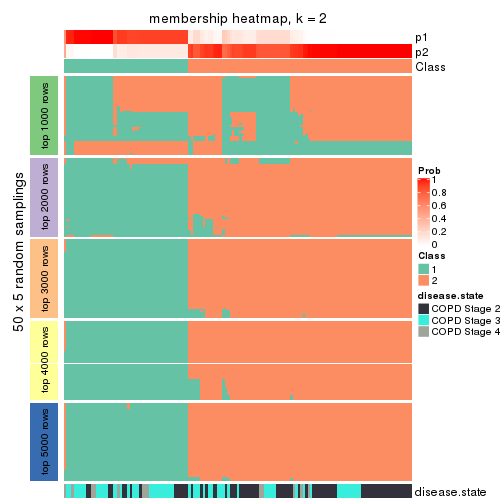 membership heatmap, k = 2
p1
p2
Class
50 x 5 random samplings
top 1000 rows
top 2000 rows
top 3000 rows
top 4000 rows
top 5000 rows
Prob
1
0.8
0.6
0.4
0.2
0
Class
1
2
disease.state
COPD Stage 2
COPD Stage 3
COPD Stage 4
disease.state